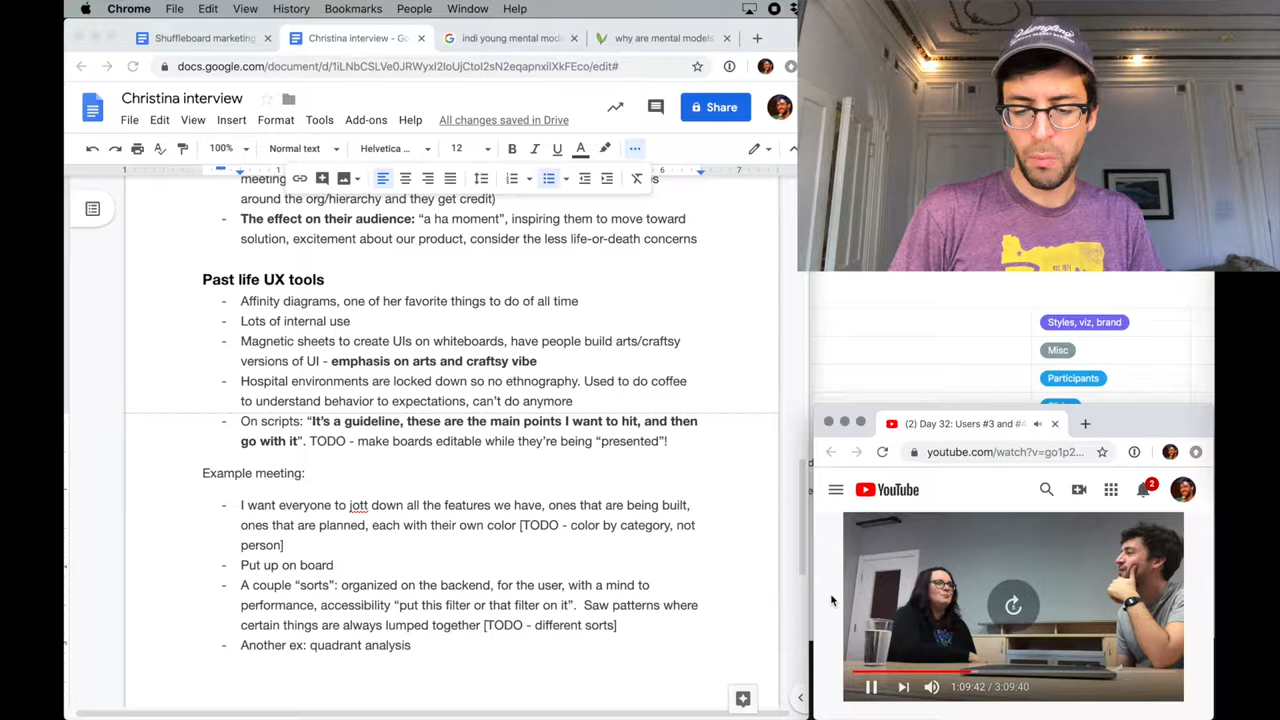 Chrome File Edit View History Bookmarks People Window Help
Shuffleboard marketing
Christina interview - Go
indi young mental mode
why are mental models
docs.google.com/document/d/1iLNbCSLVe0JRWyxI2IoUjCtoI2sN2eqapnxilXkFEco/edit#
Christina interview
File Edit View Insert Format Tools Add-ons Help All changes saved in Drive
Share
100% Normal text Helvetica ... 12
meeting
around the org/hierarchy and they get credit)
- The effect on their audience: “a ha moment”, inspiring them to move toward
solution, excitement about our product, consider the less life-or-death concerns
Past life UX tools
- Affinity diagrams, one of her favorite things to do of all time
- Lots of internal use
- Magnetic sheets to create UIs on whiteboards, have people build arts/craftsy
versions of UI - emphasis on arts and craftsy vibe
- Hospital environments are locked down so no ethnography. Used to do coffee
to understand behavior to expectations, can’t do anymore
- On scripts: “It’s a guideline, these are the main points I want to hit, and then
go with it”. TODO - make boards editable while they’re being “presented”!
Example meeting:
- I want everyone to jott down all the features we have, ones that are being built,
ones that are planned, each with their own color [TODO - color by category, not
person]
- Put up on board
- A couple “sorts”: organized on the backend, for the user, with a mind to
performance, accessibility “put this filter or that filter on it”. Saw patterns where
certain things are always lumped together [TODO - different sorts]
- Another ex: quadrant analysis
Yuengling
OREGON
Styles, viz, brand
Misc
Participants
(2) Day 32: Users #3 and #4
youtube.com/watch?v=go1p2...
YouTube
2
5
1:09:42 / 3:09:40